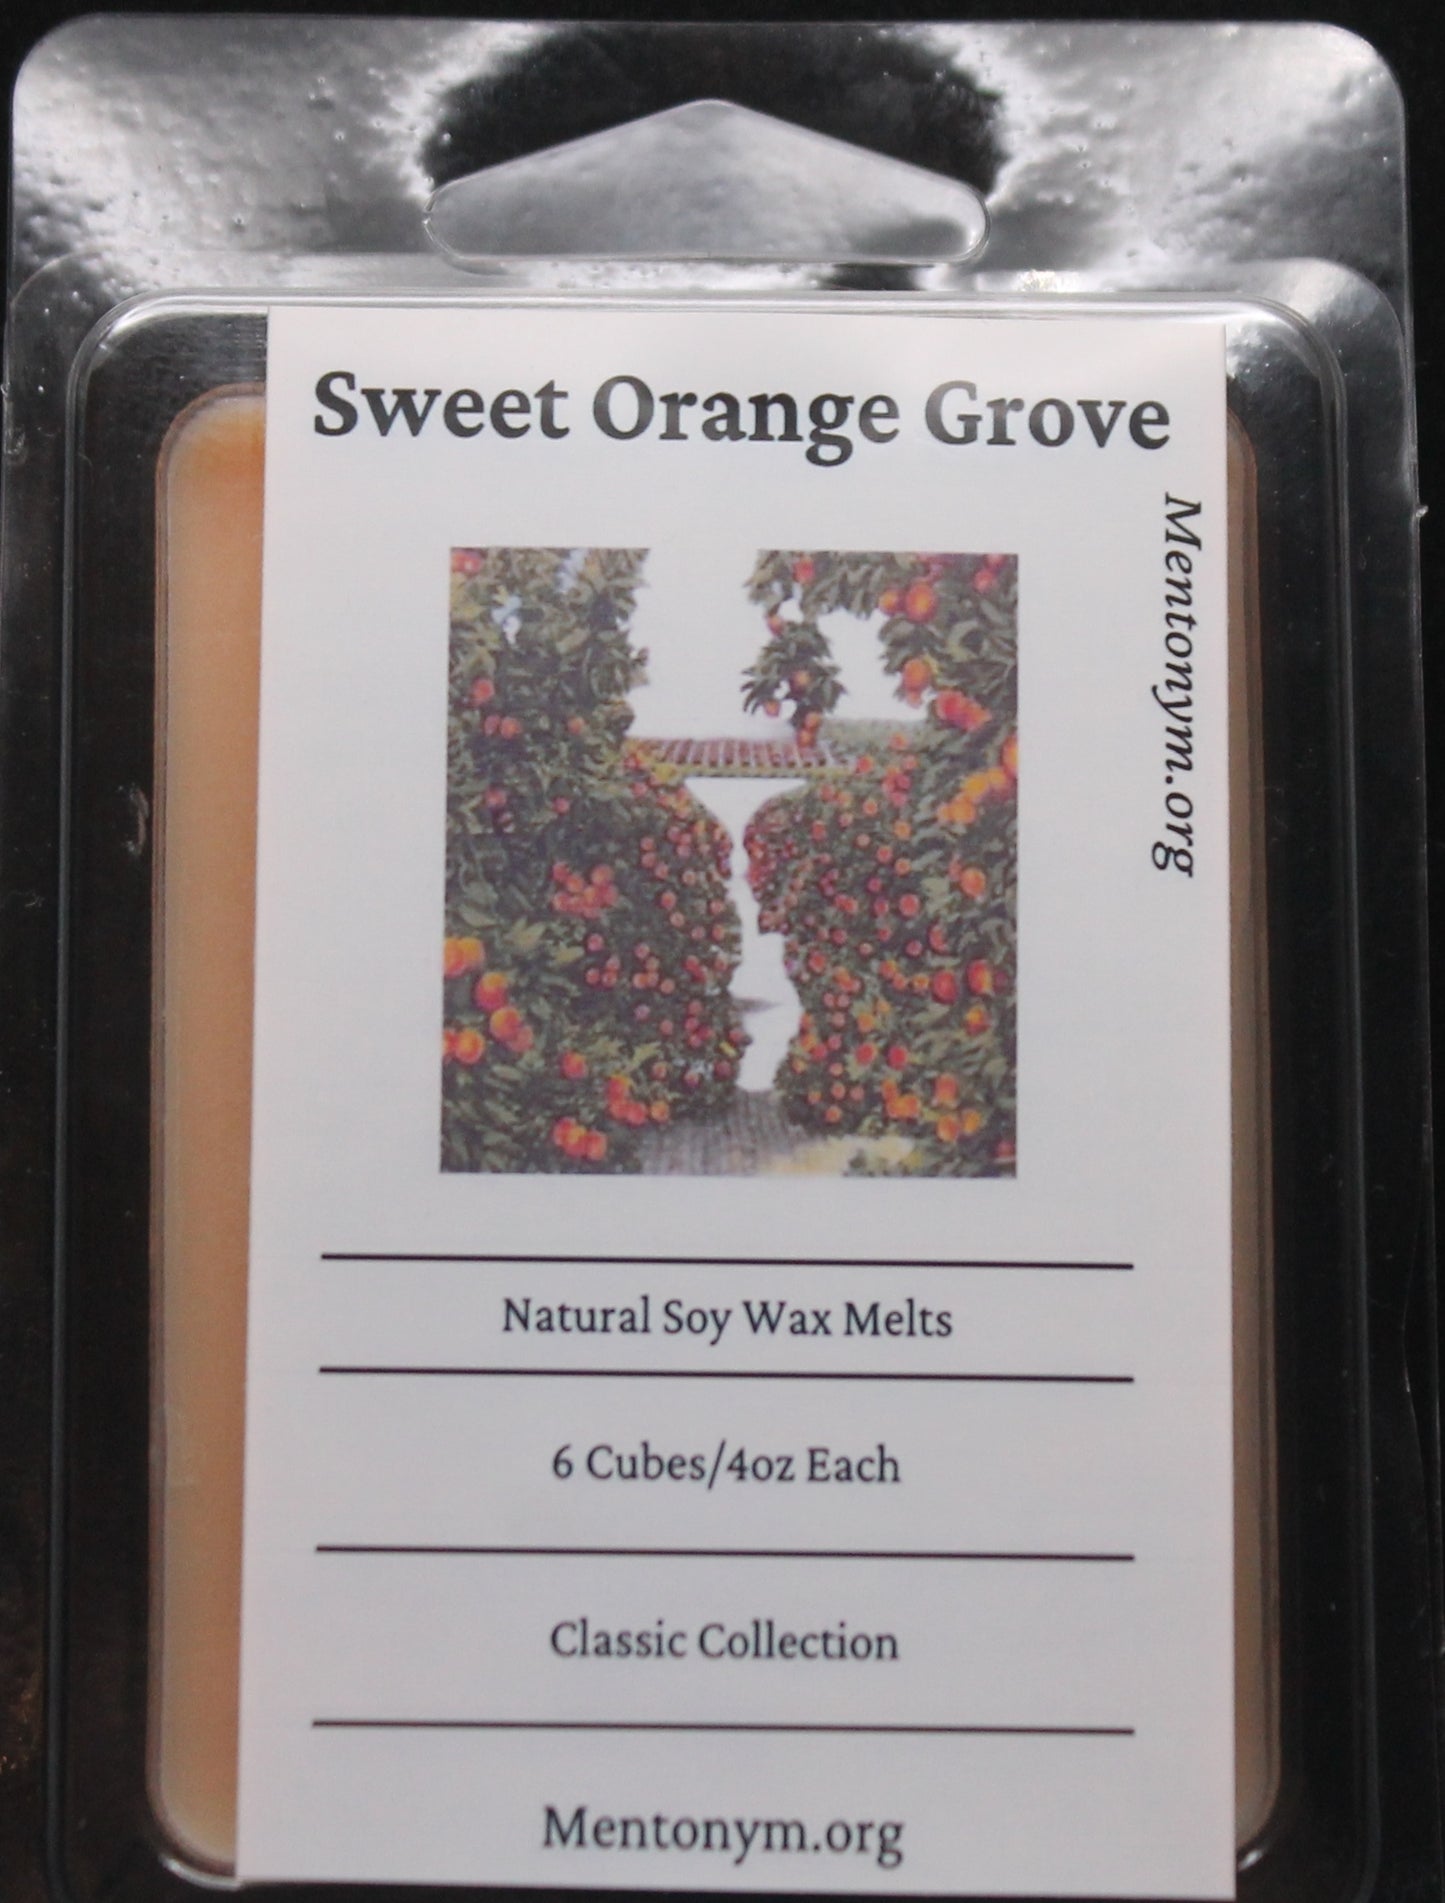 Sweet Orange Grove
Mentonym.org
Natural Soy Wax Melts
6 Cubes/4oz Each
Classic Collection
Mentonym.org